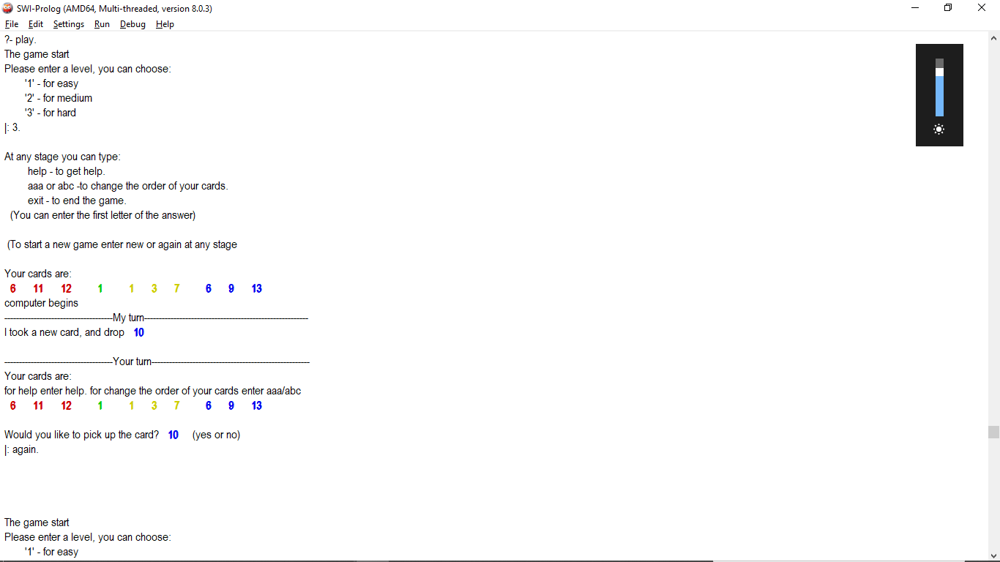 SWI-Prolog (AMD64, Multi-threaded, version 8.0.3)
File Edit Settings Run Debug Help
?- play.
The game start
Please enter a level, you can choose:
'1' - for easy
'2' - for medium
'3' - for hard
|: 3.
At any stage you can type:
help - to get help.
aaa or abc -to change the order of your cards.
exit - to end the game.
(You can enter the first letter of the answer)
(To start a new game enter new or again at any stage
Your cards are:
6 11 12 1 1 3 7 6 9 13
computer begins
-------------------------------------My turn--------------------------------------------------------
I took a new card, and drop 10
-------------------------------------Your turn------------------------------------------------------
Your cards are:
for help enter help. for change the order of your cards enter aaa/abc
6 11 12 1 1 3 7 6 9 13
Would you like to pick up the card? 10 (yes or no)
|: again.
The game start
Please enter a level, you can choose:
'1' - for easy